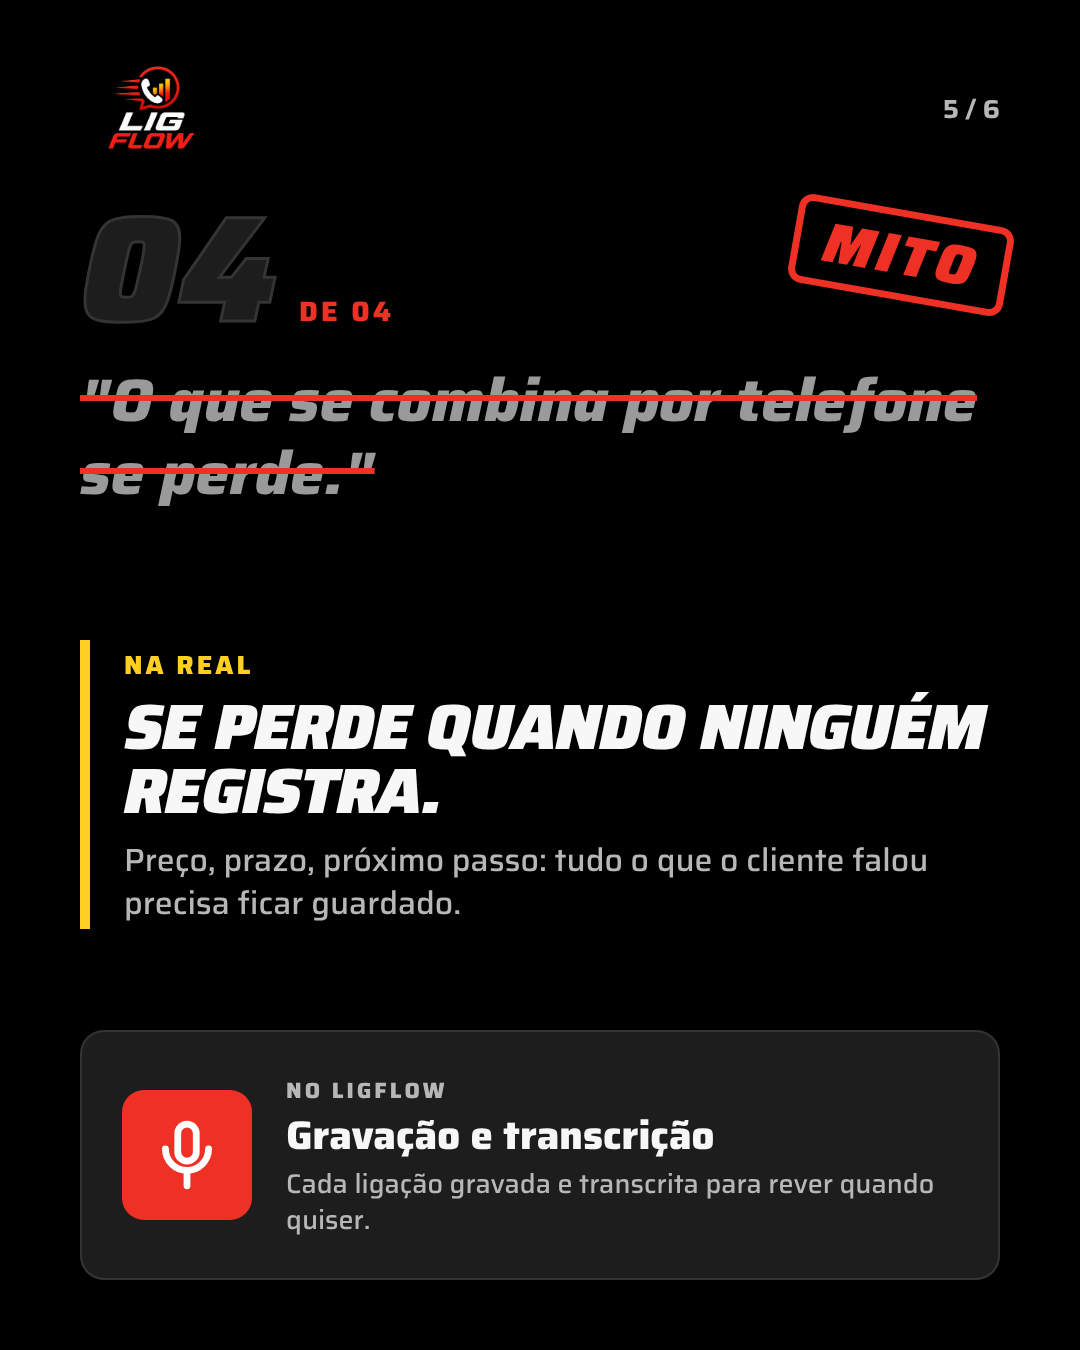 LIG
FLOW
5 / 6
04
DE 04
MITO
"O que se combina por telefone
se perde."
NA REAL
SE PERDE QUANDO NINGUÉM
REGISTRA.
Preço, prazo, próximo passo: tudo o que o cliente falou
precisa ficar guardado.
NO LIGFLOW
Gravação e transcrição
Cada ligação gravada e transcrita para rever quando
quiser.